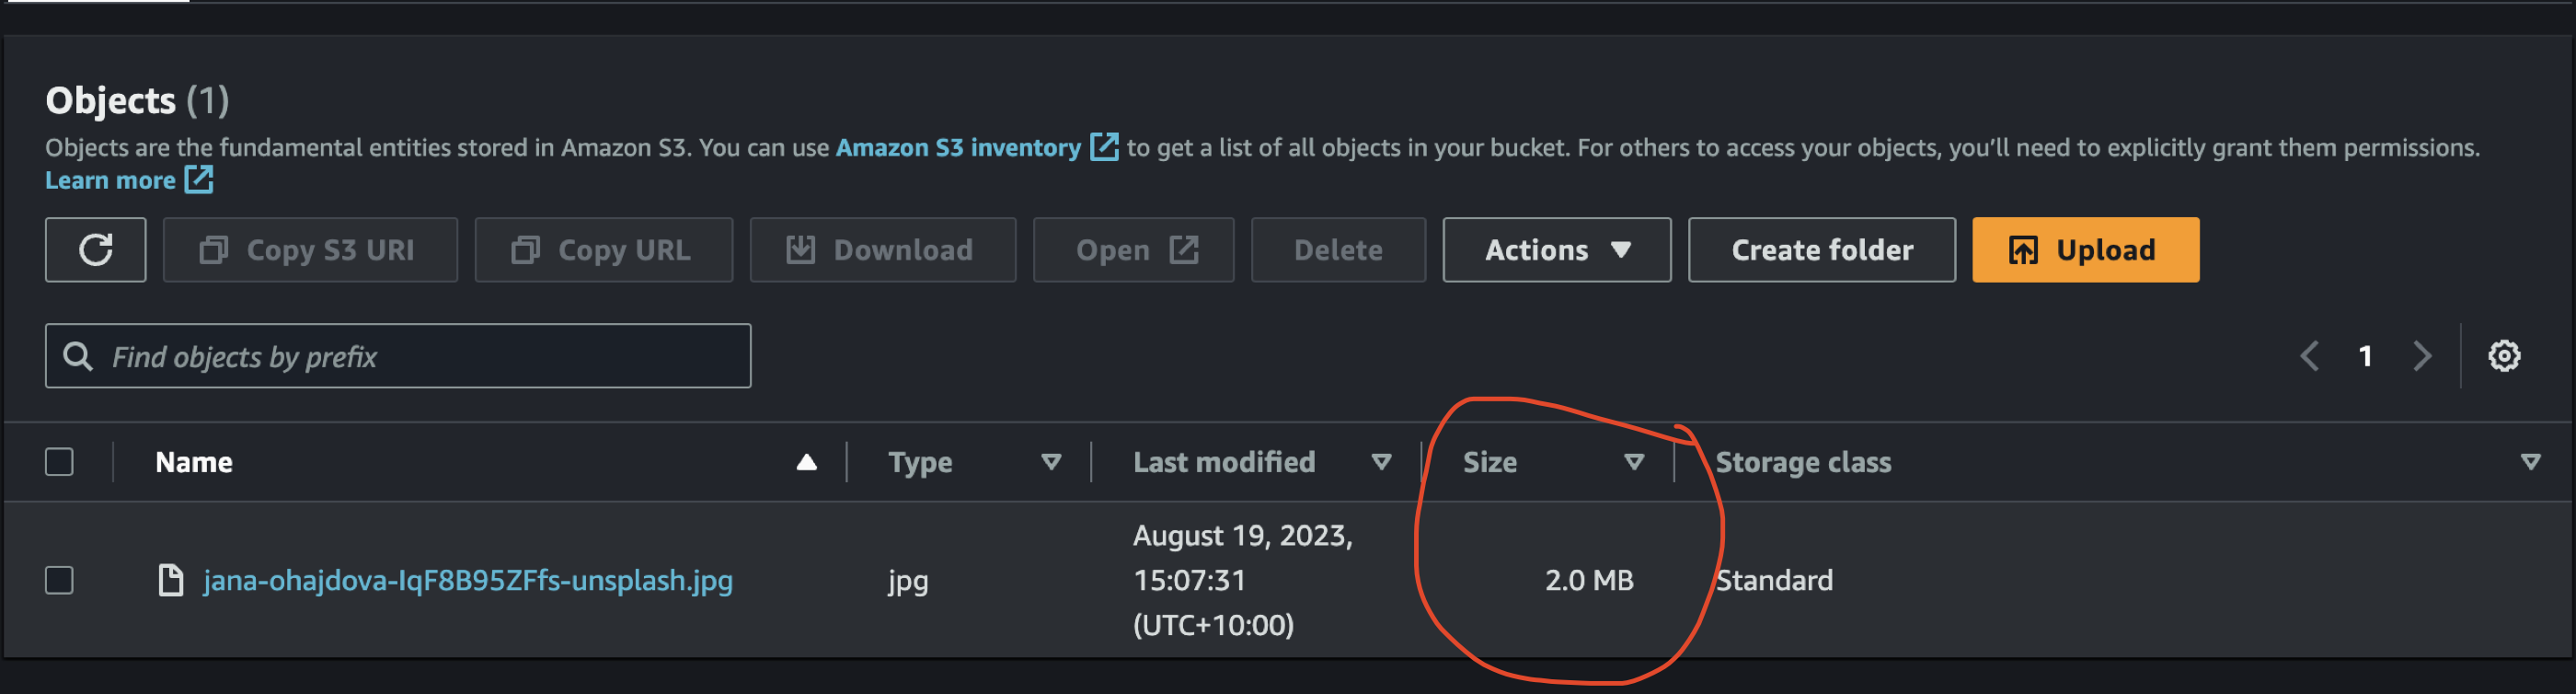 Objects (1)
Objects are the fundamental entities stored in Amazon S3. You can use Amazon S3 inventory to get a list of all objects in your bucket. For others to access your objects, you’ll need to explicitly grant them permissions.
Learn more
Copy S3 URI Copy URL Download Open Delete Actions Create folder Upload
Find objects by prefix 1
Name Type Last modified Size Storage class
August 19, 2023,
jana-ohajdova-IqF8B95ZFfs-unsplash.jpg jpg 15:07:31 2.0 MB Standard
(UTC+10:00)